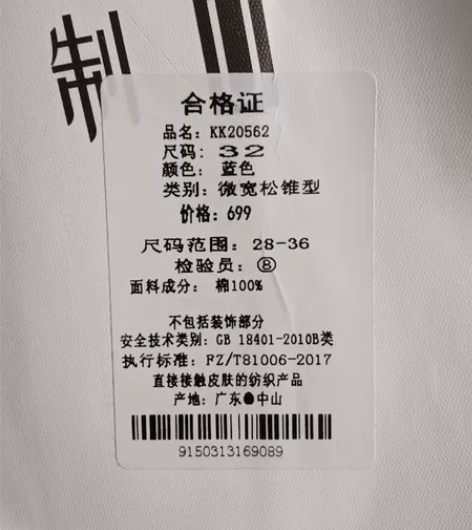 制
合格证
品名: KK20562
尺码: 32
颜色: 蓝色
类别: 微宽松锥型
价格: 699
尺码范围: 28-36
检验员: ⑧
面料成分: 棉100%
不包括装饰部分
安全技术类别: GB 18401-2010B类
执行标准: FZ/T81006-2017
直接接触皮肤的纺织产品
产地: 广东●中山
9150313169089